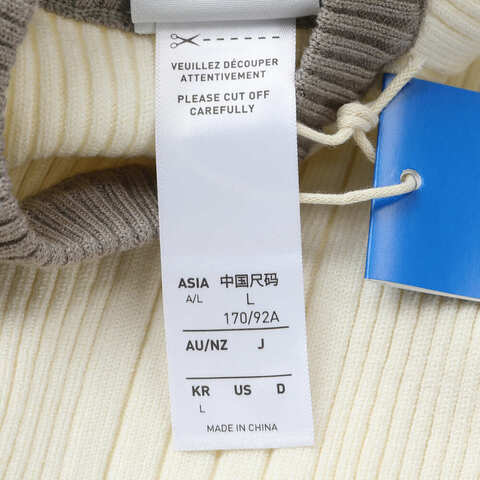 VEUILLEZ DÉCOUPER
ATTENTIVEMENT
PLEASE CUT OFF
CAREFULLY
ASIA 中国尺码
A/L L
170/92A
AU/NZ J
KR US D
L
MADE IN CHINA